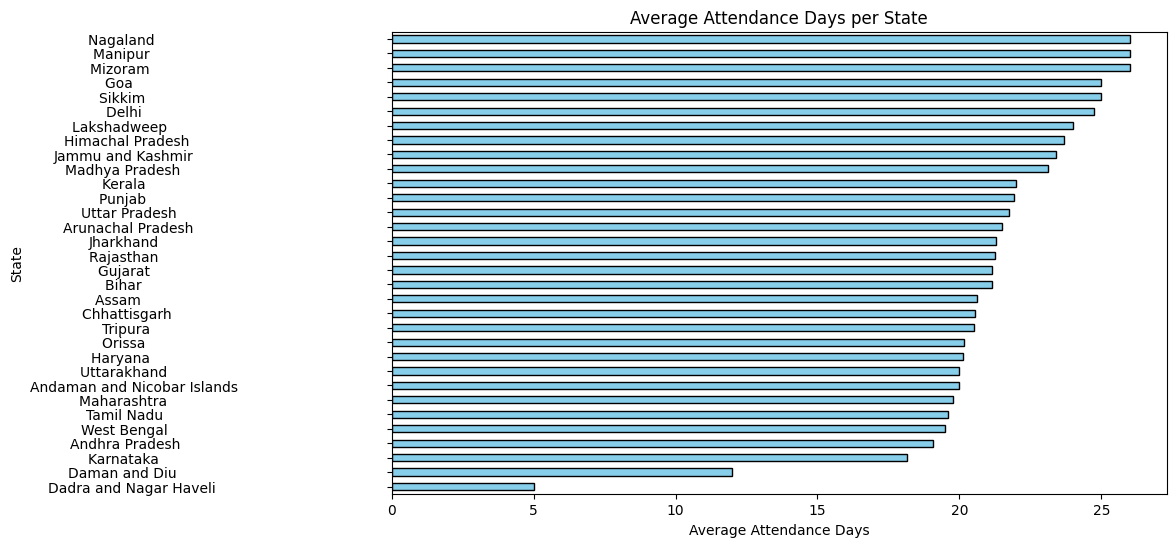 Average Attendance Days per State
Nagaland
Manipur
Mizoram
Goa
Sikkim
Delhi
Lakshadweep
Himachal Pradesh
Jammu and Kashmir
Madhya Pradesh
Kerala
Punjab
Uttar Pradesh
Arunachal Pradesh
Jharkhand
Rajasthan
Gujarat
Bihar
Assam
Chhattisgarh
Tripura
Orissa
Haryana
Uttarakhand
Andaman and Nicobar Islands
Maharashtra
Tamil Nadu
West Bengal
Andhra Pradesh
Karnataka
Daman and Diu
Dadra and Nagar Haveli
State
0 5 10 15 20 25
Average Attendance Days